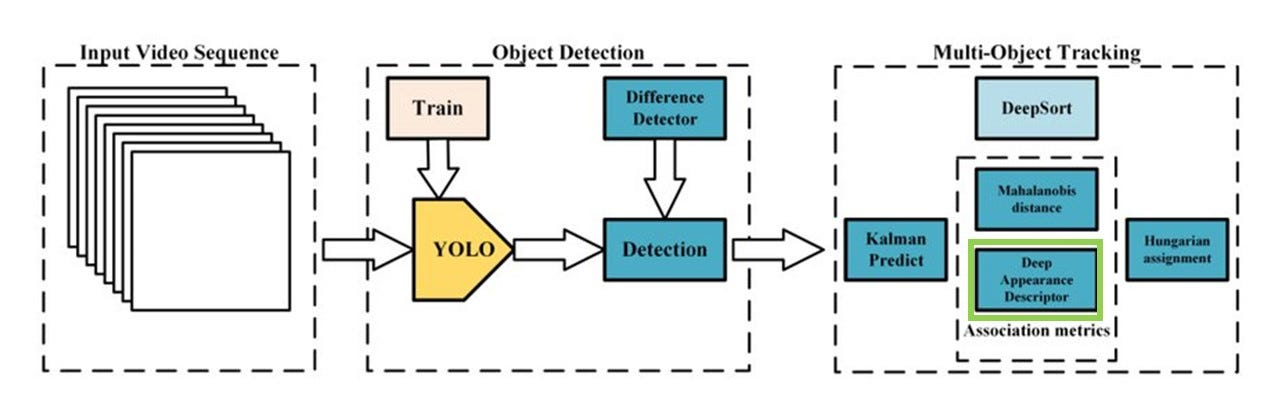 Input Video Sequence
Object Detection
Train
Difference
Detector
YOLO
Detection
Multi-Object Tracking
DeepSort
Kalman
Predict
Mahalanobis
distance
Deep
Appearance
Descriptor
Association metrics
Hungarian
assignment